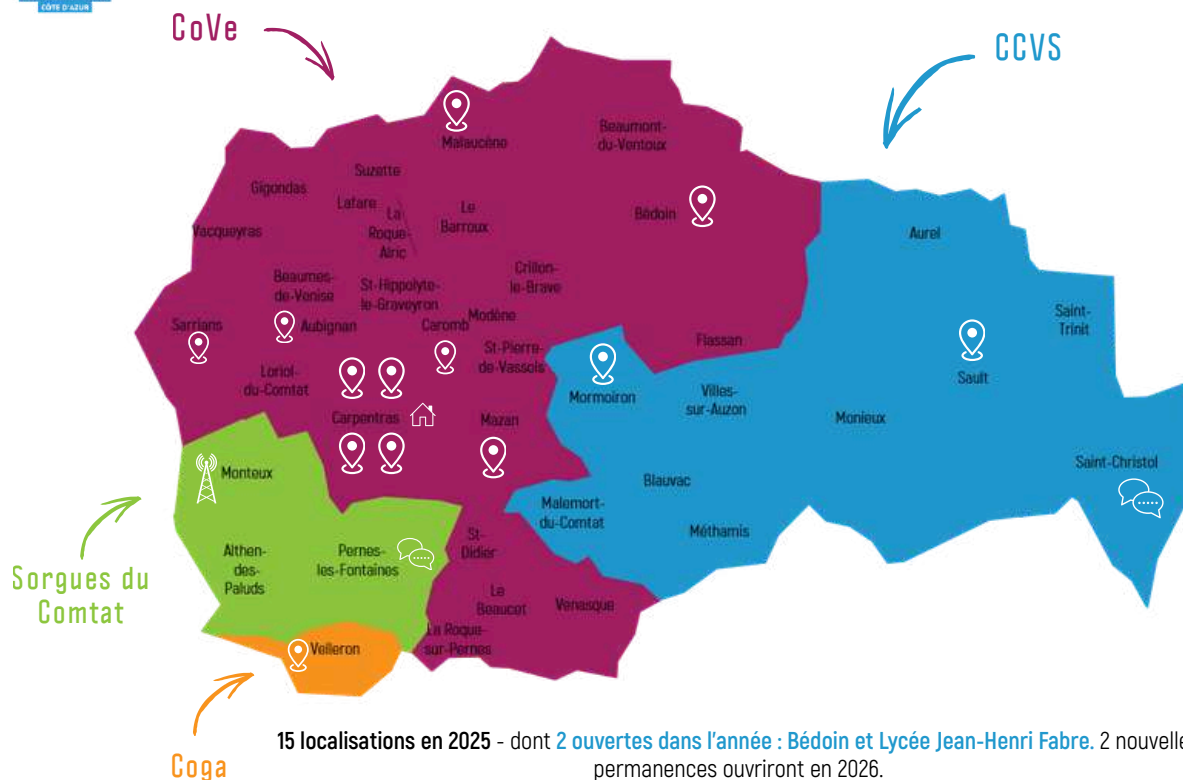 CÔTE D'AZUR
CoVe
CCVS
Malaucène
Beaumont-
du-Ventoux
Suzette
Gigondas
Lafare
La
Roque-
Alric
Le
Barroux
Bédoin
Vacqueyras
Aurel
Crillon-
le-Brave
Beaumes-
de-Venise
St-Hippolyte-
le-Graveyron
Saint-
Trinit
Sarrians
Aubignan
Caromb
Modène
Flassan
St-Pierre-
de-Vassols
Loriol-
du-Comtat
Sault
Mormoiron
Villes-
sur-Auzon
Carpentras
Mazan
Monieux
Monteux
Saint-Christol
Blauvac
Malemort-
du-Comtat
Méthamis
St-
Didier
Althen-
des-
Paluds
Pernes-
les-Fontaines
Sorgues du
Comtat
Le
Beaucet
Venasque
La Roque-
sur-Pernes
Velleron
Coga
15 localisations en 2025 - dont 2 ouvertes dans l'année : Bédoin et Lycée Jean-Henri Fabre. 2 nouvelle
permanences ouvriront en 2026.